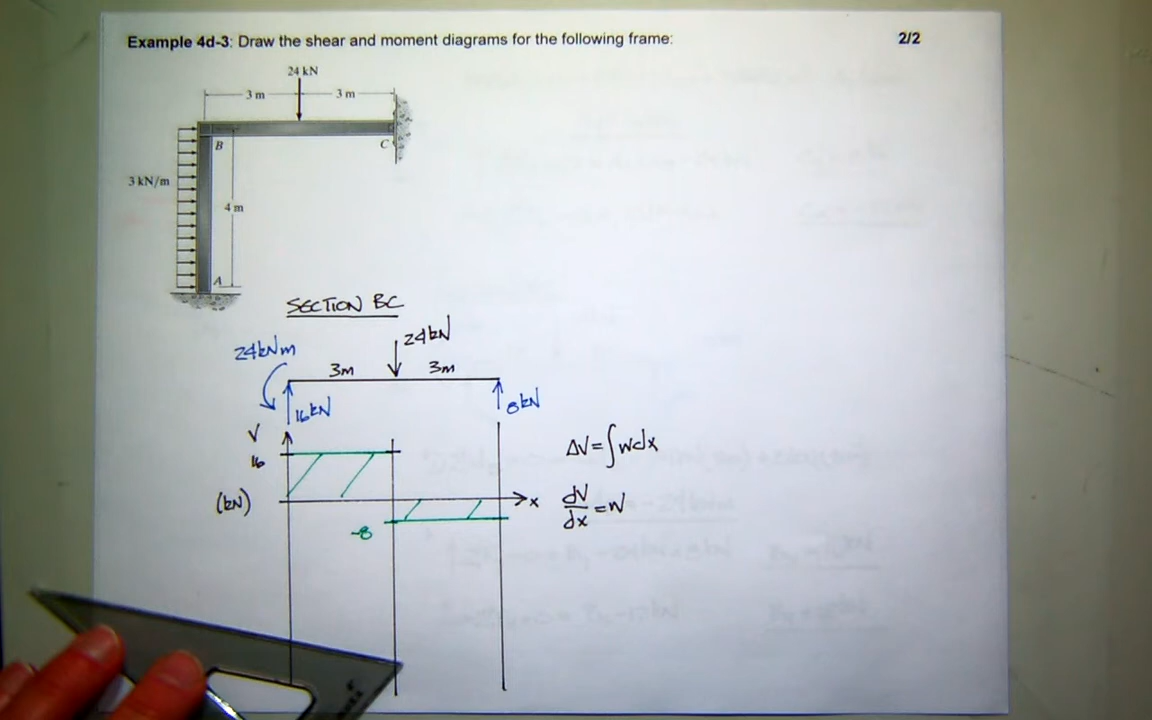 Example 4d-3: Draw the shear and moment diagrams for the following frame: 2/2
24 kN
3 m 3 m
B C
3 kN/m
4 m
A
SECTION BC
24kN
24kNm
3m 3m
16kN 8kN
V
16
ΔV=∫wdx
(kN) x
dV/dx=w
-8